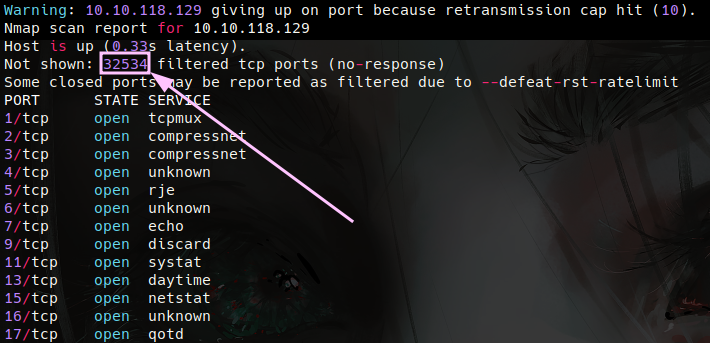 Warning: 10.10.118.129 giving up on port because retransmission cap hit (10).
Nmap scan report for 10.10.118.129
Host is up (0.33s latency).
Not shown: 32534 filtered tcp ports (no-response)
Some closed ports may be reported as filtered due to --defeat-rst-ratelimit
PORT STATE SERVICE
1/tcp open tcpmux
2/tcp open compressnet
3/tcp open compressnet
4/tcp open unknown
5/tcp open rje
6/tcp open unknown
7/tcp open echo
9/tcp open discard
11/tcp open systat
13/tcp open daytime
15/tcp open netstat
16/tcp open unknown
17/tcp open qotd